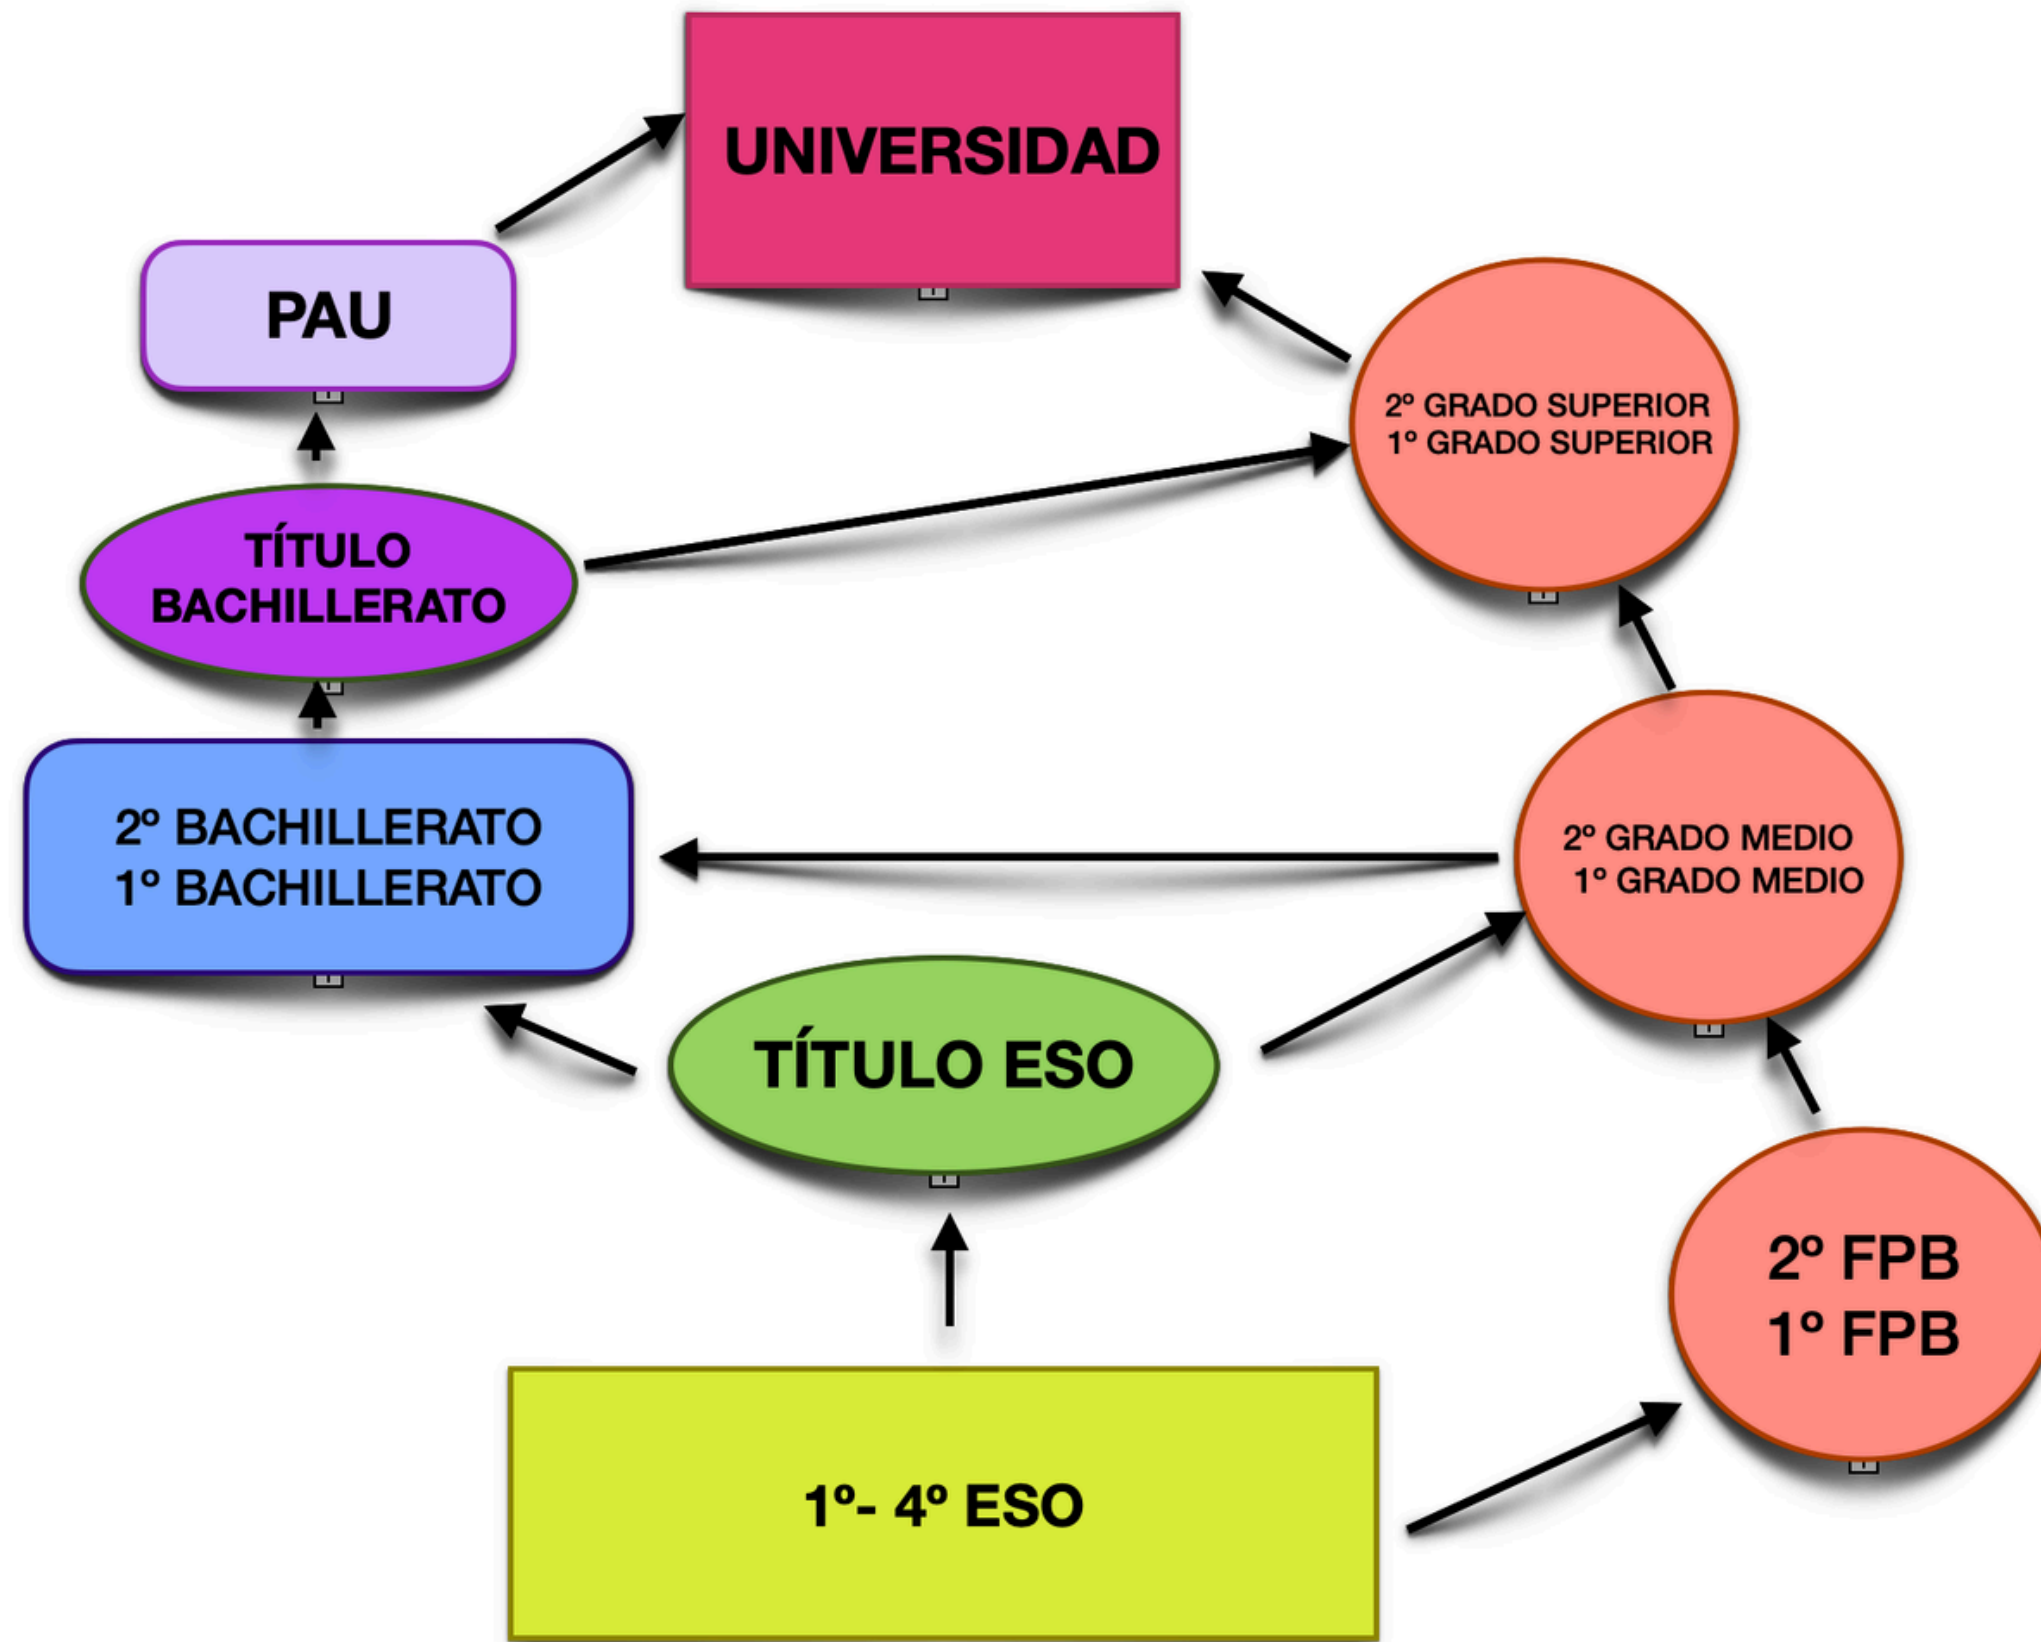 UNIVERSIDAD
PAU
2º GRADO SUPERIOR
1º GRADO SUPERIOR
TÍTULO
BACHILLERATO
2º BACHILLERATO
1º BACHILLERATO
2º GRADO MEDIO
1º GRADO MEDIO
TÍTULO ESO
2º FPB
1º FPB
1º- 4º ESO